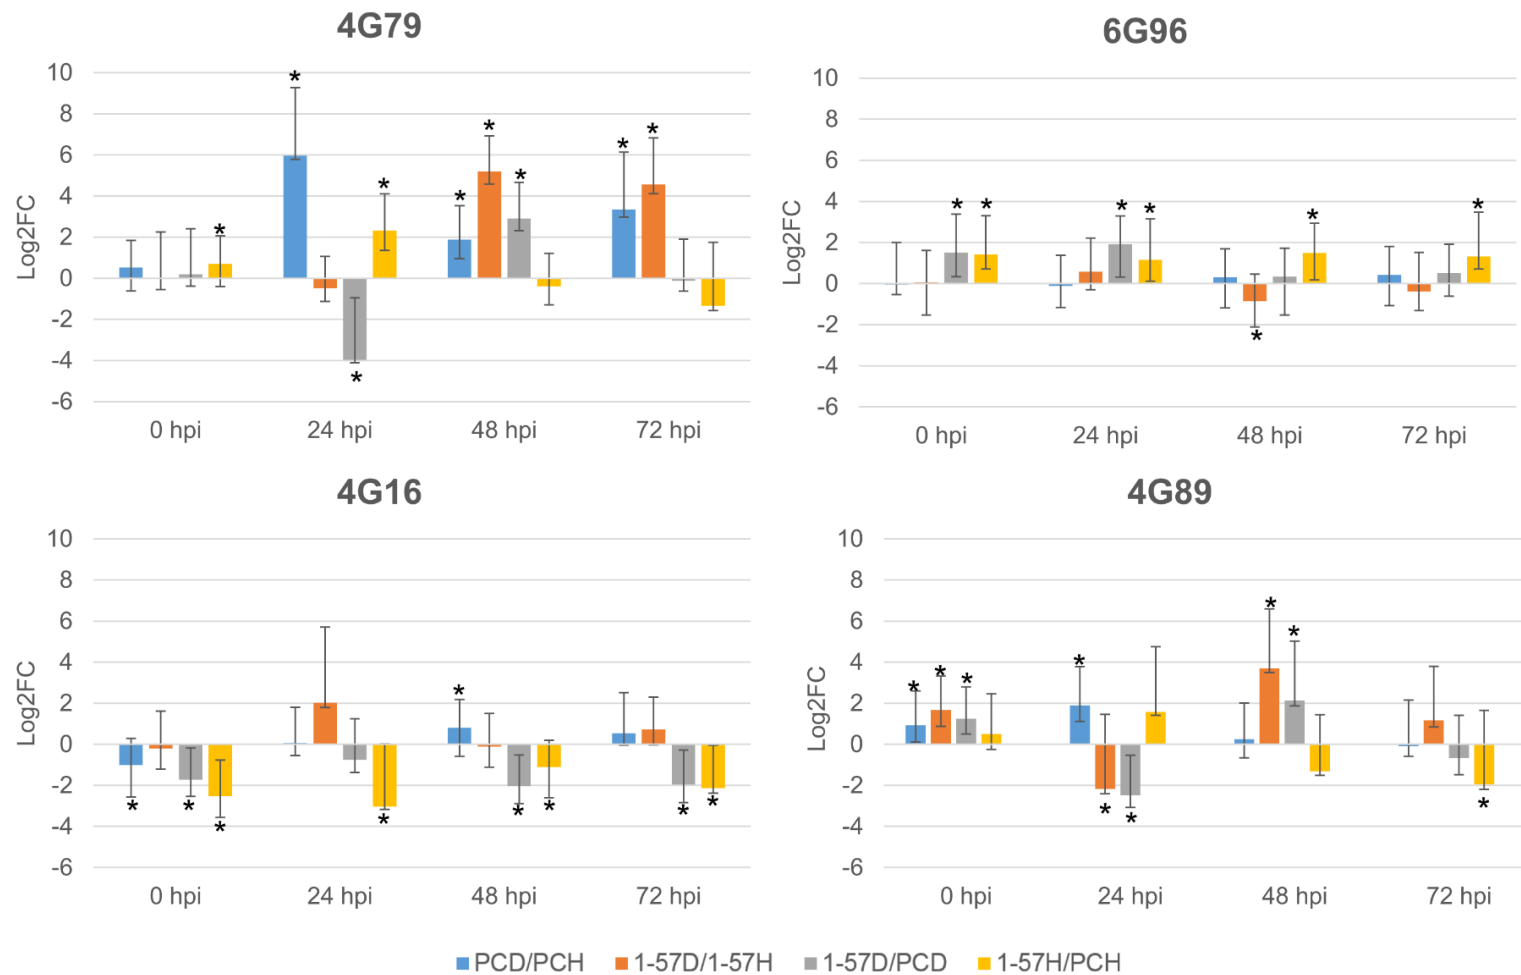 4G79
10
8
6
4
2
0
-2
-4
-6
Log2FC
* * * * * * * * *
0 hpi 24 hpi 48 hpi 72 hpi
6G96
10
8
6
4
2
0
-2
-4
-6
Log2FC
* * * * * * *
0 hpi 24 hpi 48 hpi 72 hpi
4G16
10
8
6
4
2
0
-2
-4
-6
Log2FC
* * * * * * * * *
0 hpi 24 hpi 48 hpi 72 hpi
4G89
10
8
6
4
2
0
-2
-4
-6
Log2FC
* * * * * * * * *
0 hpi 24 hpi 48 hpi 72 hpi
PCD/PCH 1-57D/1-57H 1-57D/PCD 1-57H/PCH